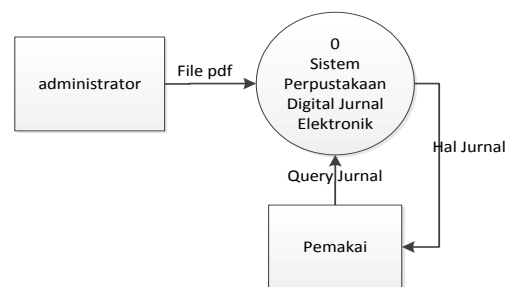 administrator
File pdf
0
Sistem
Perpustakaan
Digital Jurnal
Elektronik
Hal Jurnal
Query Jurnal
Pemakai